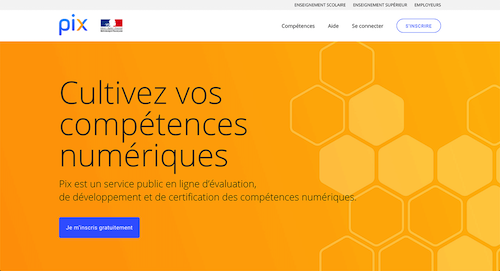 ENSEIGNEMENT SCOLAIRE ENSEIGNEMENT SUPÉRIEUR EMPLOYEURS
pix Compétences Aide Se connecter S'INSCRIRE
Cultivez vos
compétences
numériques
Pix est un service public en ligne d'évaluation,
de développement et de certification des compétences numériques.
Je m'inscris gratuitement